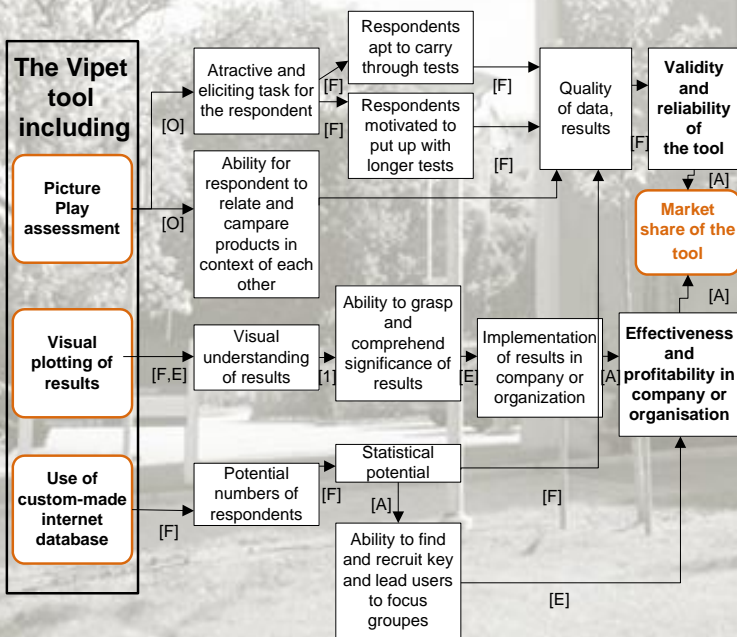 The Vipet
tool
including
Picture
Play
assessment
Visual
plotting of
results
Use of
custom-made
internet
database
[O]
[O]
[F,E]
[F]
Atractive and
eliciting task for
the respondent
[F]
[F]
Respondents
apt to carry
through tests
[F]
Respondents
motivated to
put up with
longer tests
[F]
Ability for
respondent to
relate and
campare
products in
context of each
other
Quality
of data,
results
[F]
Validity
and
reliability
of
the tool
[A]
Market
share of the
tool
[A]
Visual
understanding
of results
[1]
Ability to grasp
and
comprehend
significance of
results
[E]
Implementation
of results in
company or
organization
[A]
Effectiveness
and
profitability in
company or
organisation
Potential
numbers of
respondents
[F]
Statistical
potential
[F]
[A]
Ability to find
and recruit key
and lead users
to focus
groupes
[E]